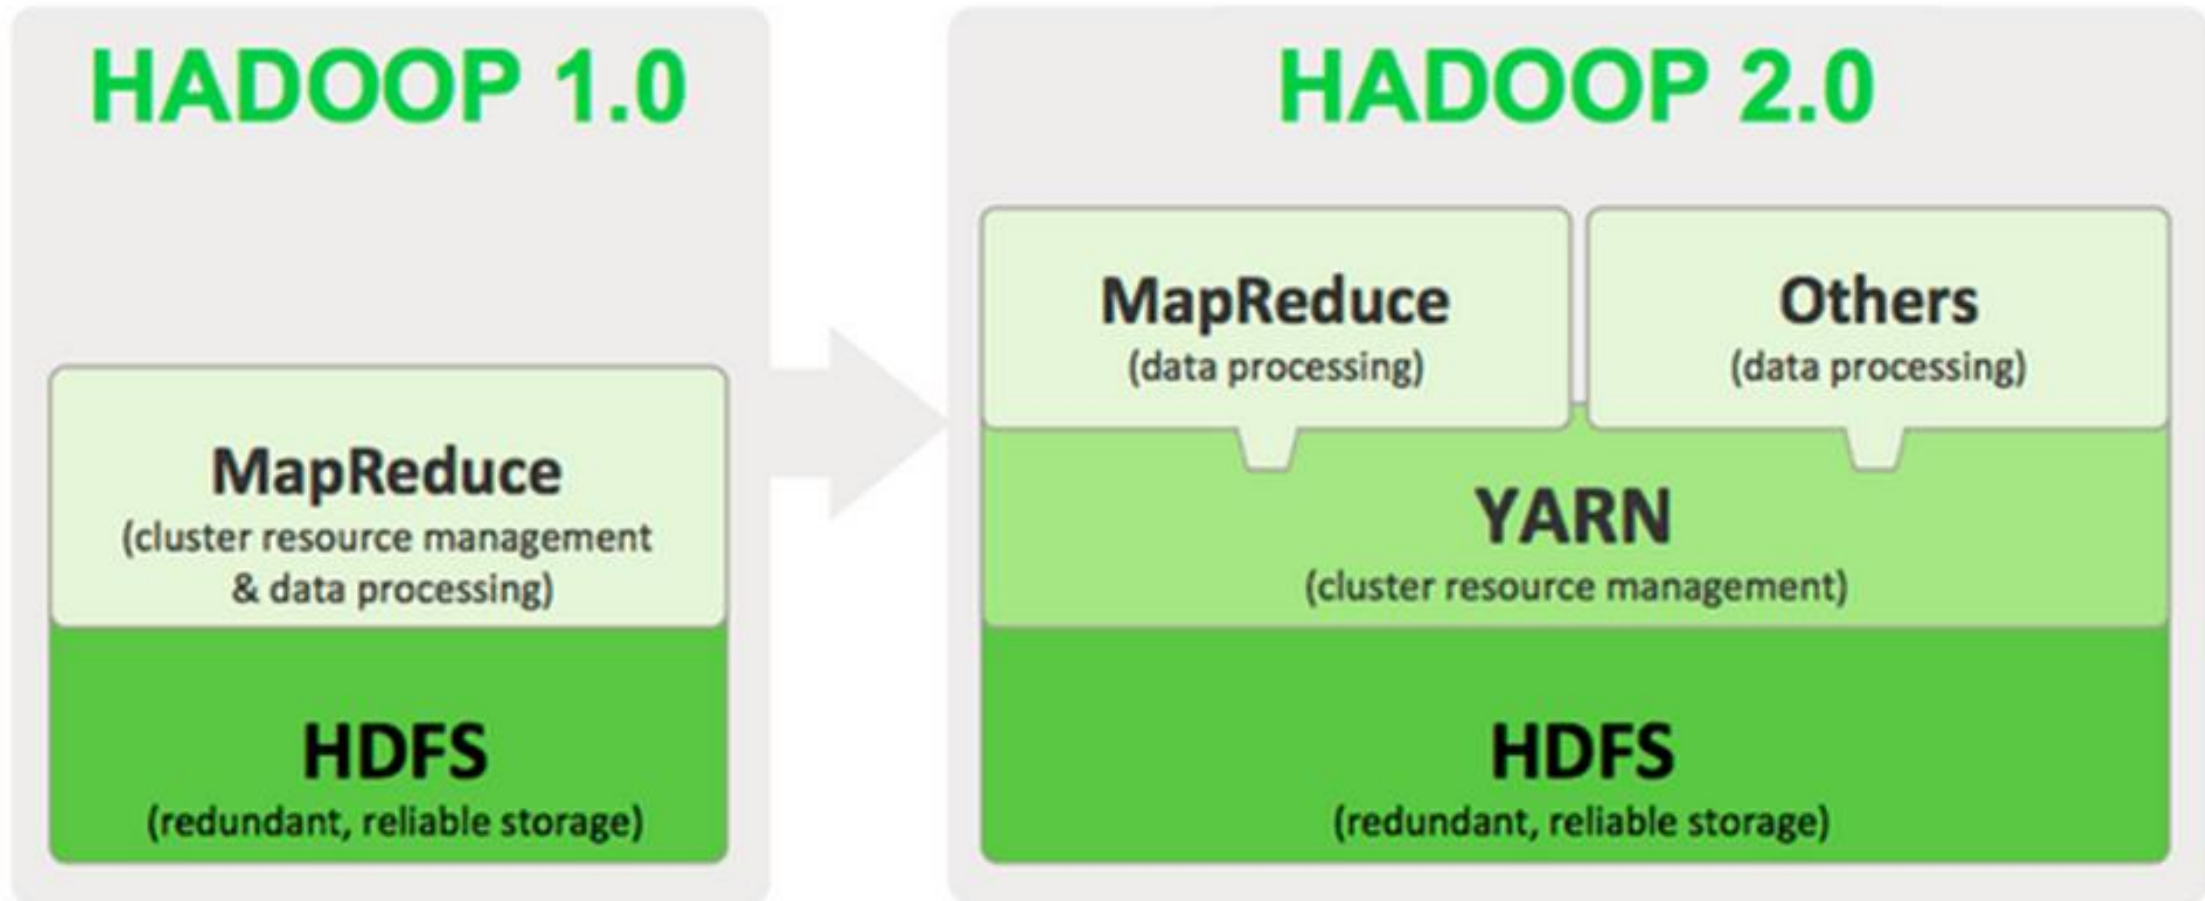 HADOOP 1.0
MapReduce
(cluster resource management
& data processing)
HDFS
(redundant, reliable storage)
HADOOP 2.0
MapReduce
(data processing)
Others
(data processing)
YARN
(cluster resource management)
HDFS
(redundant, reliable storage)